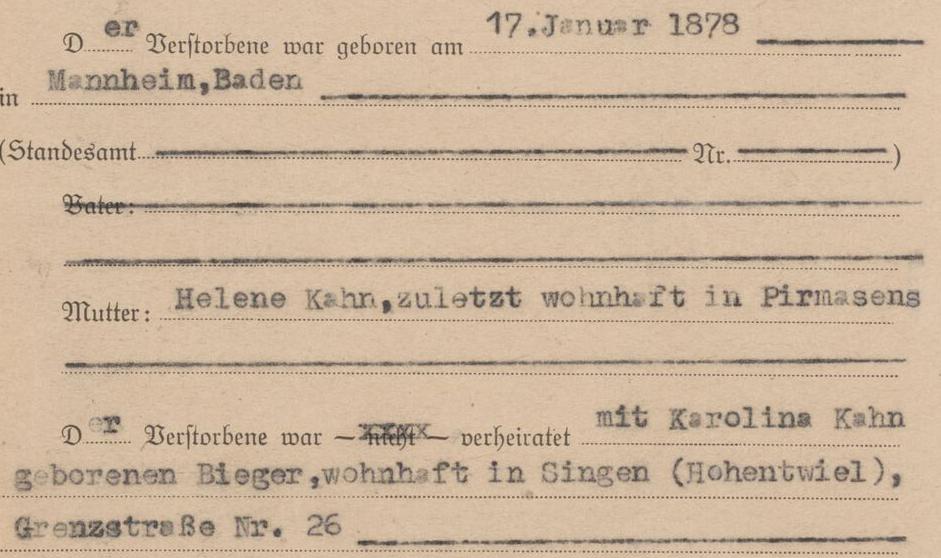 Der Verstorbene war geboren am 17.Januar 1878
in Mannheim,Baden
(Standesamt Nr. )
Vater:
Mutter: Helene Kahn,zuletzt wohnhaft in Pirmasens
Der Verstorbene war – nicht – verheiratet mit Karolina Kahn
geborenen Bieger,wohnhaft in Singen (Hohentwiel),
Grenzstraße Nr. 26